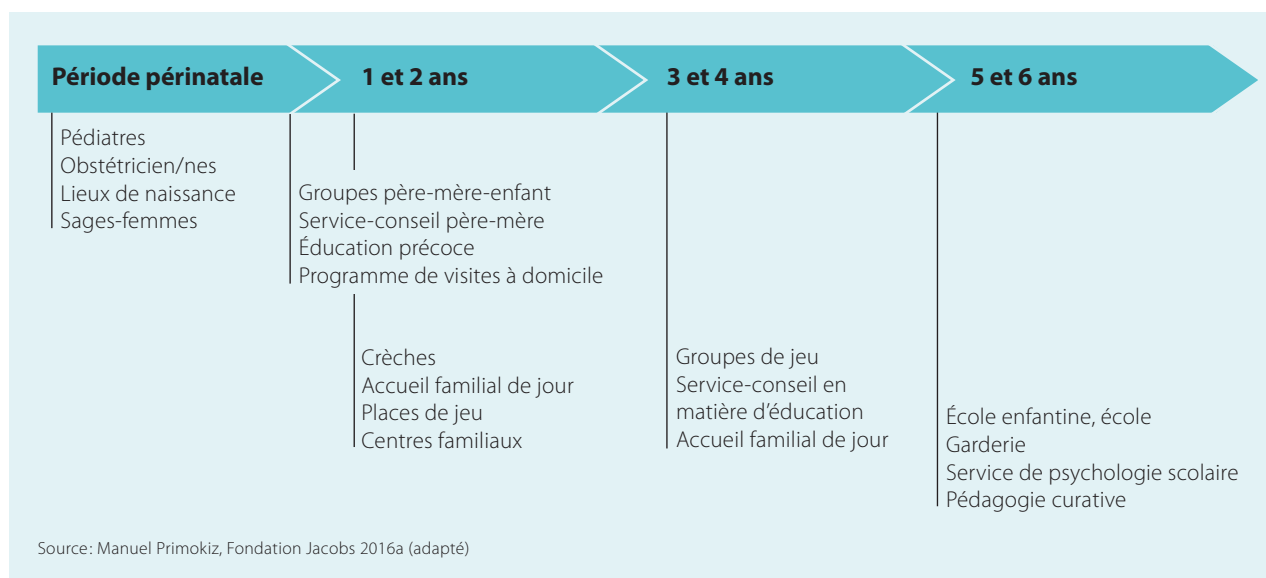 Période périnatale
1 et 2 ans
3 et 4 ans
5 et 6 ans
Pédiatres
Obstétricien/nes
Lieux de naissance
Sages-femmes
Groupes père-mère-enfant
Service-conseil père-mère
Éducation précoce
Programme de visites à domicile
Crèches
Accueil familial de jour
Places de jeu
Centres familiaux
Groupes de jeu
Service-conseil en
matière d’éducation
Accueil familial de jour
École enfantine, école
Garderie
Service de psychologie scolaire
Pédagogie curative
Source: Manuel Primokiz, Fondation Jacobs 2016a (adapté)